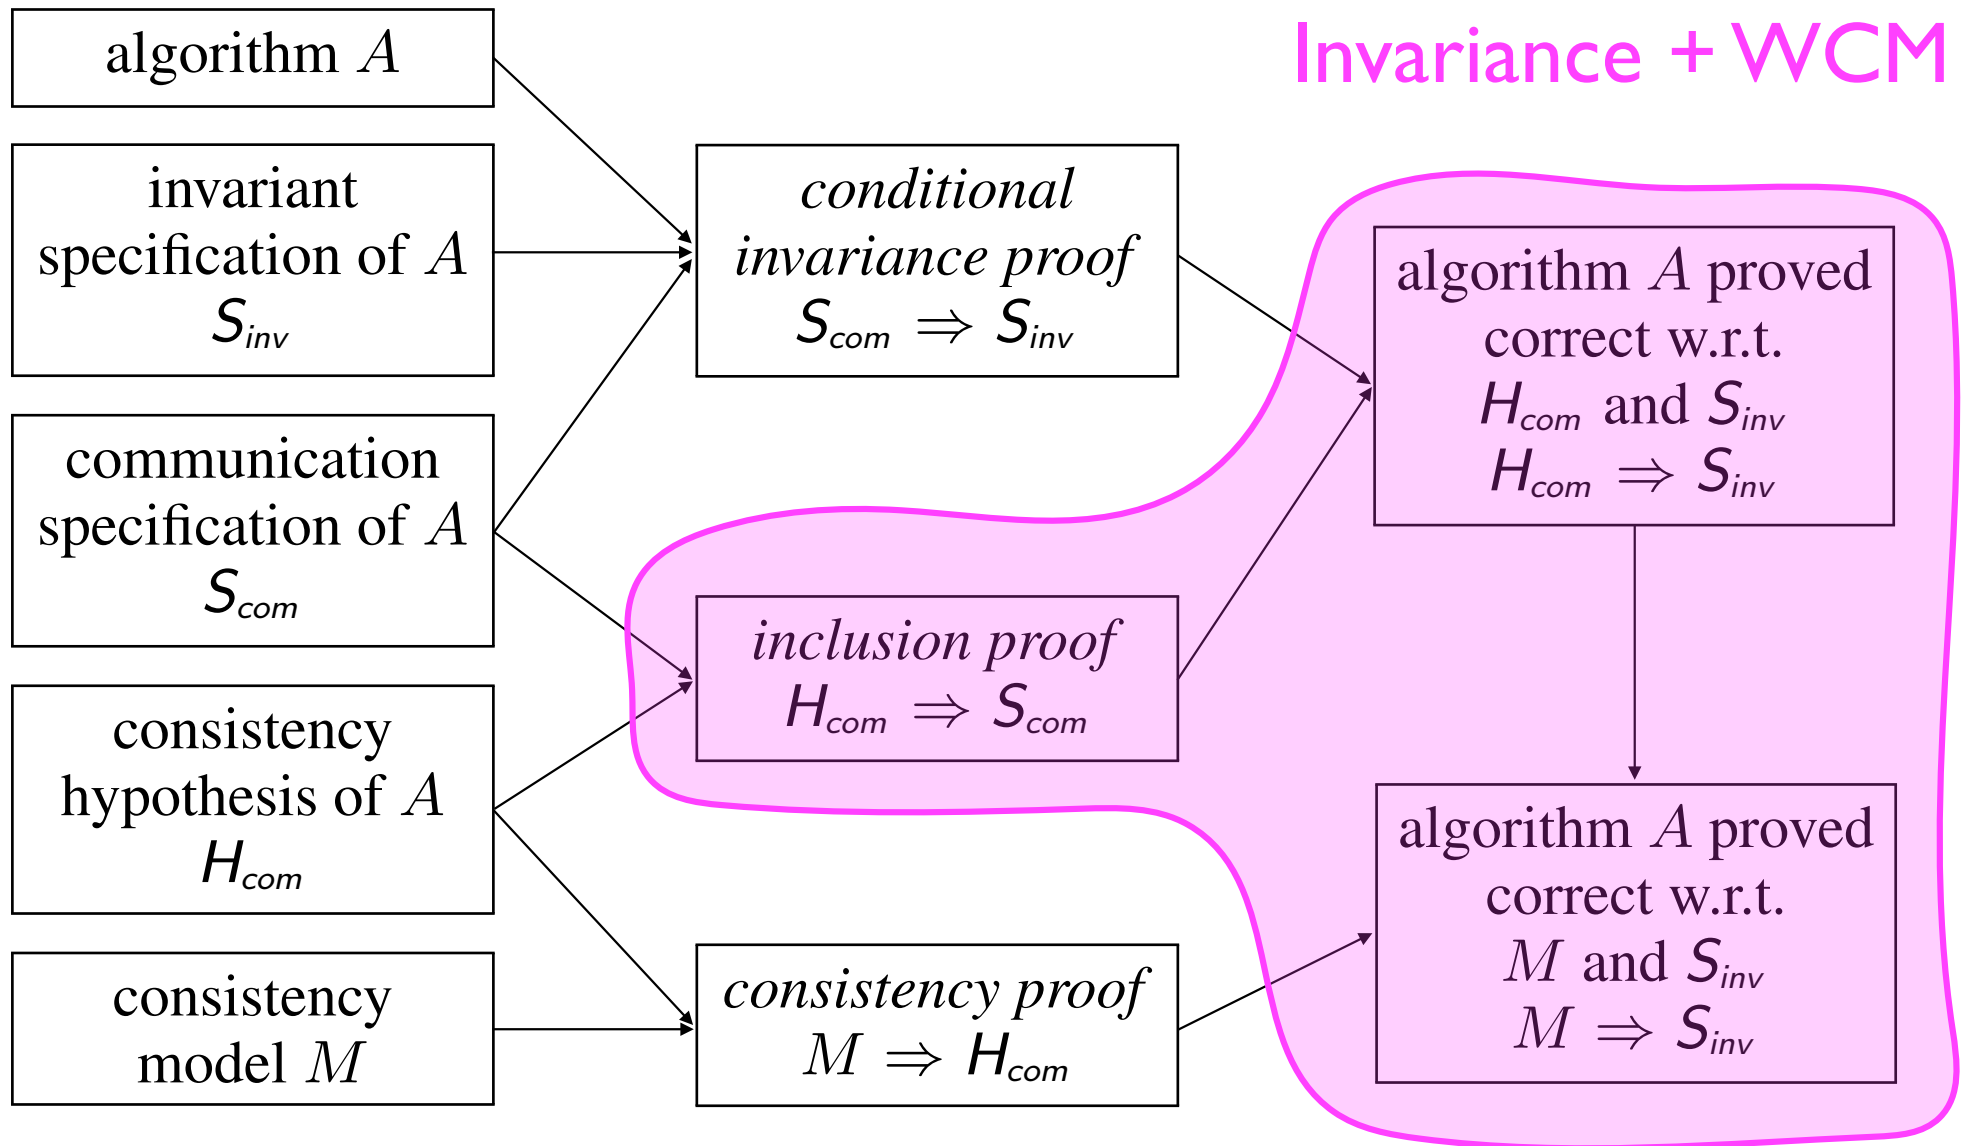 Invariance + WCM
algorithm A
invariant
specification of A
S_inv
communication
specification of A
S_com
consistency
hypothesis of A
H_com
consistency
model M
conditional
invariance proof
S_com ⇒ S_inv
inclusion proof
H_com ⇒ S_com
consistency proof
M ⇒ H_com
algorithm A proved
correct w.r.t.
H_com and S_inv
H_com ⇒ S_inv
algorithm A proved
correct w.r.t.
M and S_inv
M ⇒ S_inv